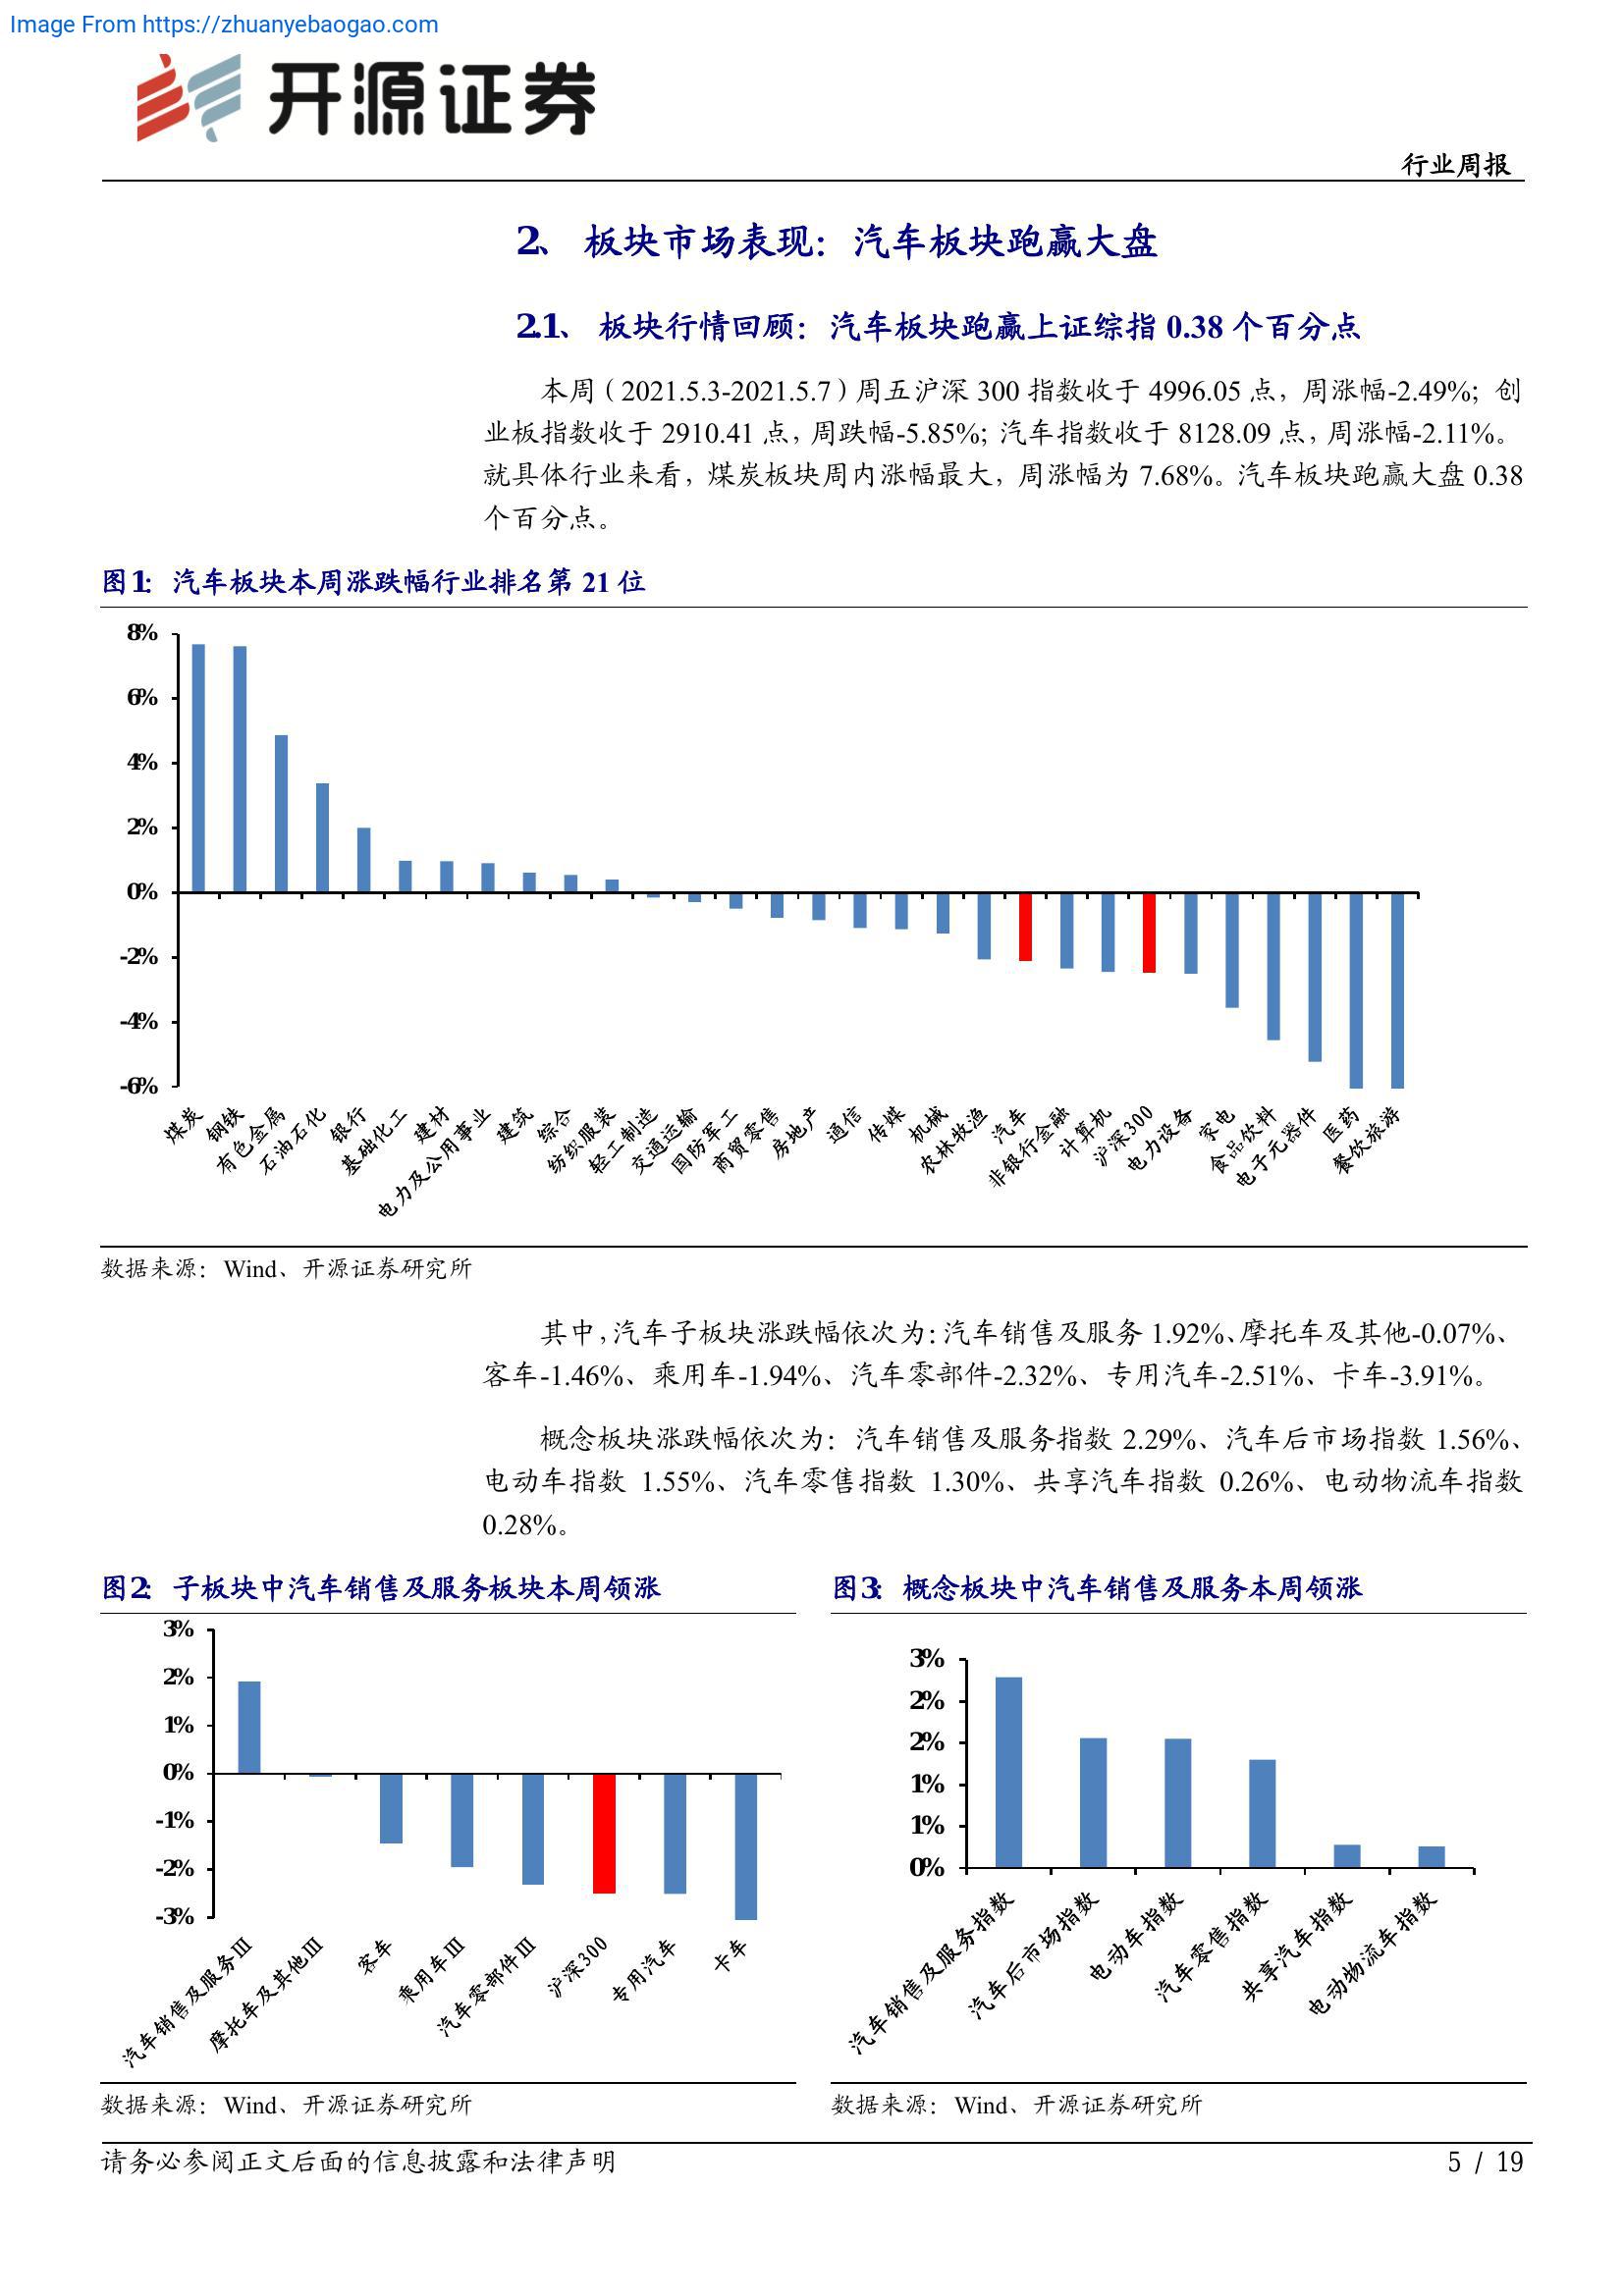 Image From https://zhuanyebaogao.com
开源证券
行业周报
2、 板块市场表现：汽车板块跑赢大盘
2.1、 板块行情回顾：汽车板块跑赢上证综指 0.38 个百分点
本周（2021.5.3-2021.5.7）周五沪深 300 指数收于 4996.05 点，周涨幅-2.49%；创
业板指数收于 2910.41 点，周跌幅-5.85%；汽车指数收于 8128.09 点，周涨幅-2.11%。
就具体行业来看，煤炭板块周内涨幅最大，周涨幅为 7.68%。汽车板块跑赢大盘 0.38
个百分点。
图1： 汽车板块本周涨跌幅行业排名第 21 位
8%
6%
4%
2%
0%
-2%
-4%
-6%
煤炭
钢铁
有色金属
石油石化
银行
基础化工
建材
电力及公用事业
建筑
综合
纺织服装
轻工制造
交通运输
国防军工
商贸零售
房地产
通信
传媒
机械
农林牧渔
汽车
非银行金融
计算机
沪深300
电力设备
家电
食品饮料
电子元器件
医药
餐饮旅游
数据来源：Wind、开源证券研究所
其中，汽车子板块涨跌幅依次为：汽车销售及服务 1.92%、摩托车及其他-0.07%、
客车-1.46%、乘用车-1.94%、汽车零部件-2.32%、专用汽车-2.51%、卡车-3.91%。
概念板块涨跌幅依次为：汽车销售及服务指数 2.29%、汽车后市场指数 1.56%、
电动车指数 1.55%、汽车零售指数 1.30%、共享汽车指数 0.26%、电动物流车指数
0.28%。
图2： 子板块中汽车销售及服务板块本周领涨
3%
2%
1%
0%
-1%
-2%
-3%
汽车销售及服务Ⅲ
摩托车及其他Ⅲ
客车
乘用车Ⅲ
汽车零部件Ⅲ
沪深300
专用汽车
卡车
数据来源：Wind、开源证券研究所
图3： 概念板块中汽车销售及服务本周领涨
3%
2%
2%
1%
1%
0%
汽车销售及服务指数
汽车后市场指数
电动车指数
汽车零售指数
共享汽车指数
电动物流车指数
数据来源：Wind、开源证券研究所
请务必参阅正文后面的信息披露和法律声明
5 / 19